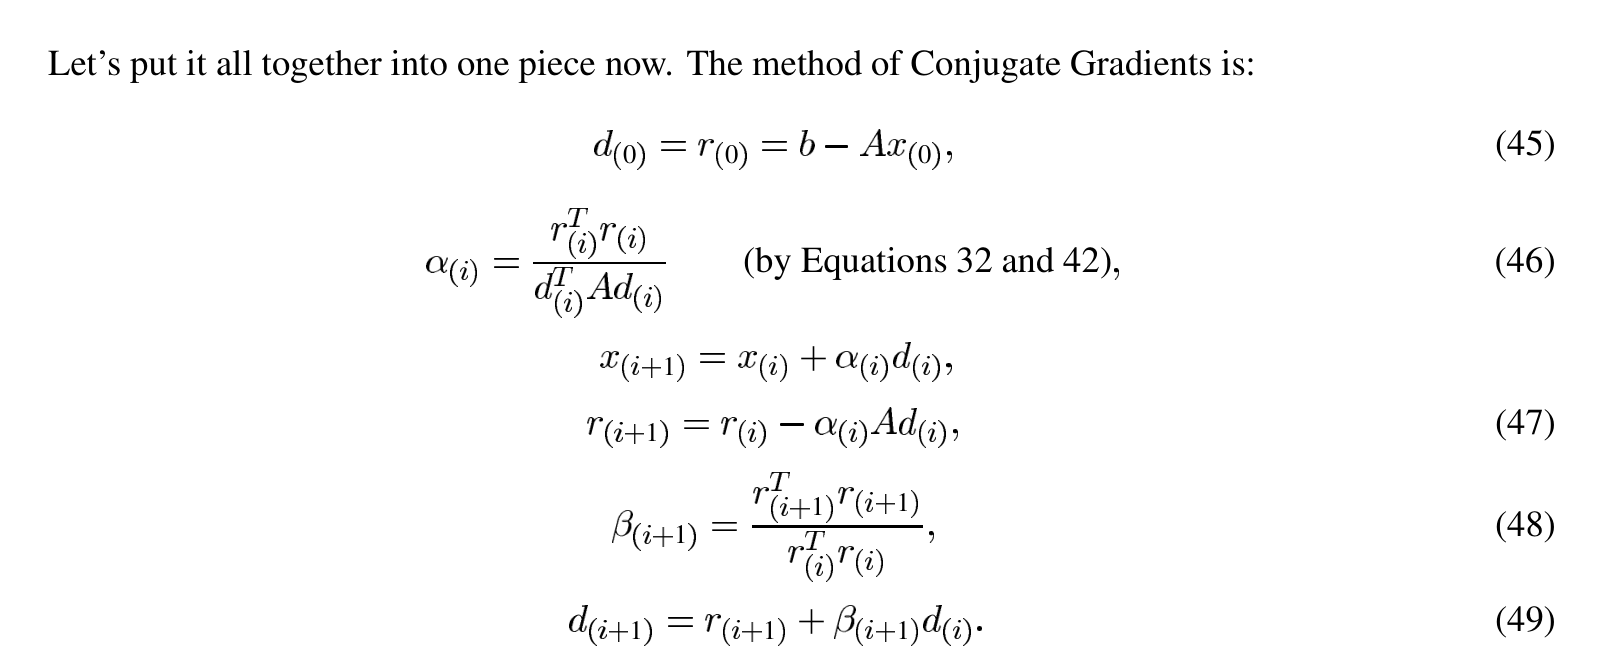 Let's put it all together into one piece now. The method of Conjugate Gradients is:
$d_{(0)} = r_{(0)} = b - Ax_{(0)},$ (45)
$\alpha_{(i)} = \frac{r_{(i)}^T r_{(i)}}{d_{(i)}^T A d_{(i)}}$ (by Equations 32 and 42), (46)
$x_{(i+1)} = x_{(i)} + \alpha_{(i)} d_{(i)},$
$r_{(i+1)} = r_{(i)} - \alpha_{(i)} A d_{(i)},$ (47)
$\beta_{(i+1)} = \frac{r_{(i+1)}^T r_{(i+1)}}{r_{(i)}^T r_{(i)}},$ (48)
$d_{(i+1)} = r_{(i+1)} + \beta_{(i+1)} d_{(i)}.$ (49)